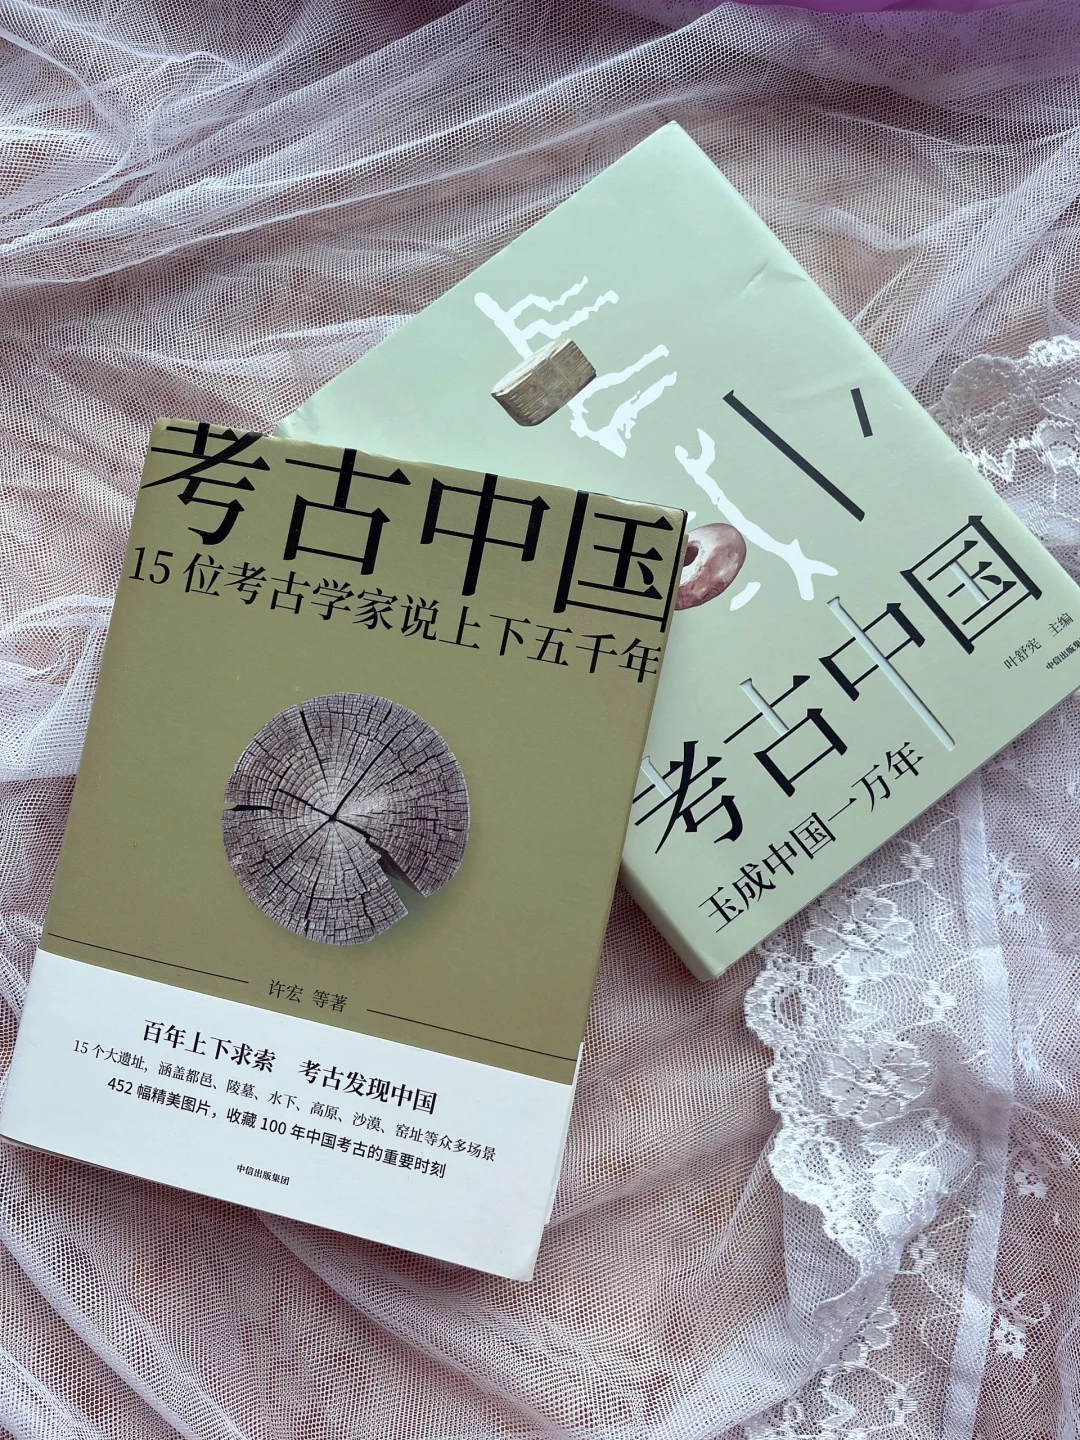 考古中国
15位考古学家说上下五千年
许宏 等著
百年上下求索 考古发现中国
15个大遗址，涵盖都邑、陵墓、水下、高原、沙漠、窑址等众多场景
452幅精美图片，收藏100年中国考古的重要时刻
中信出版集团
考古中国
玉成中国一万年
叶舒宪 主编
中信出版集